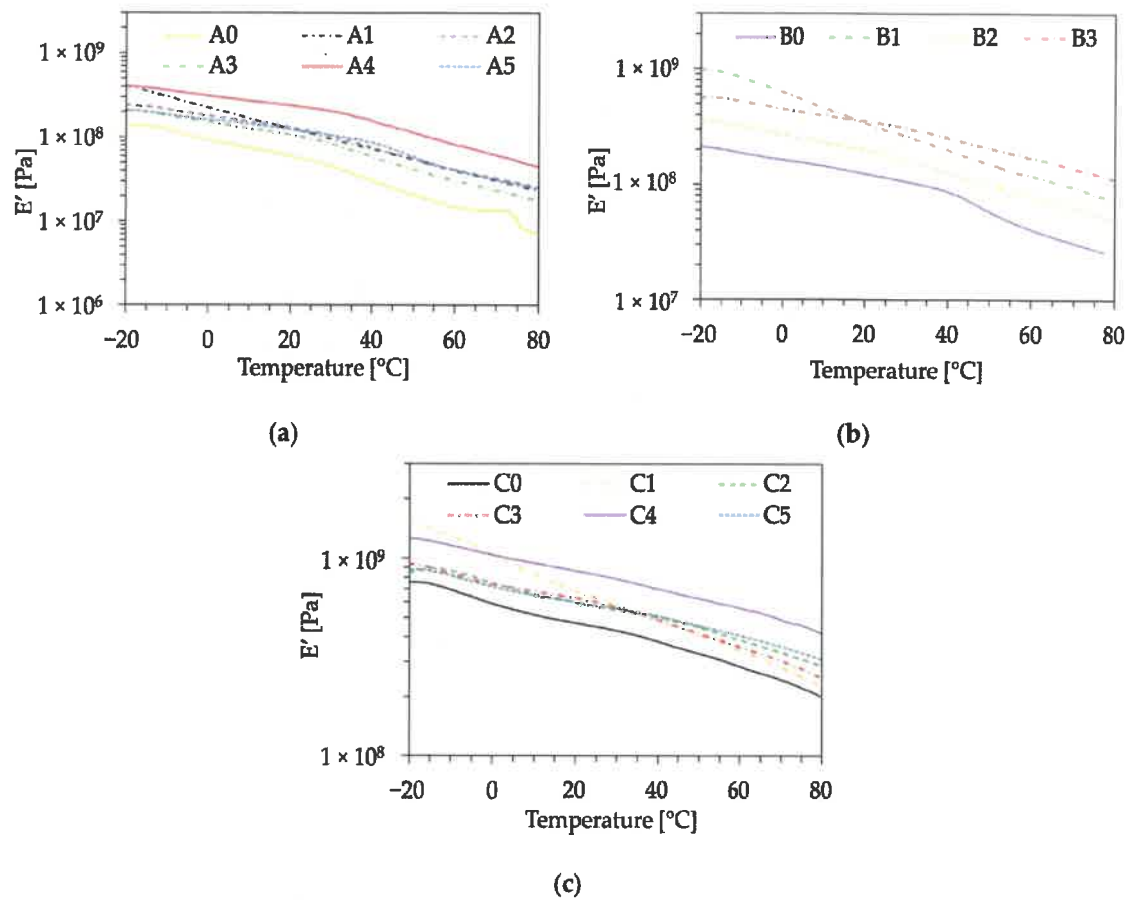 A0 A1 A2
A3 A4 A5
1 × 10⁹
1 × 10⁸
1 × 10⁷
1 × 10⁶
E′ [Pa]
−20 0 20 40 60 80
Temperature [°C]
(a)
B0 B1 B2 B3
1 × 10⁹
1 × 10⁸
1 × 10⁷
E′ [Pa]
−20 0 20 40 60 80
Temperature [°C]
(b)
C0 C1 C2
C3 C4 C5
1 × 10⁹
1 × 10⁸
E′ [Pa]
−20 0 20 40 60 80
Temperature [°C]
(c)